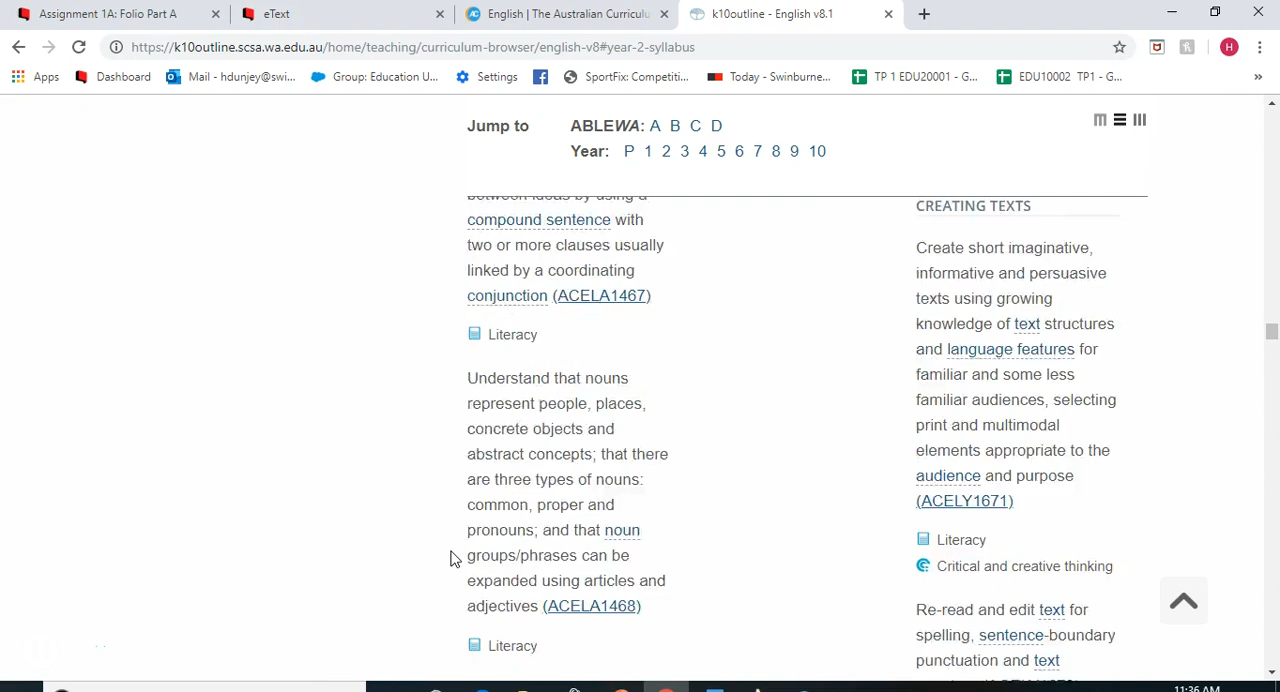 Assignment 1A: Folio Part A
eText
English | The Australian Curriculu
k10outline - English v8.1
https://k10outline.scsa.wa.edu.au/home/teaching/curriculum-browser/english-v8#year-2-syllabus
H
Apps
Dashboard
Mail - hdunjey@swi...
Group: Education U...
Settings
SportFix: Competiti...
Today - Swinburne...
TP 1 EDU20001 - G...
EDU10002 TP1 - G...
»
Jump to
ABLEWA: A B C D
Year: P 1 2 3 4 5 6 7 8 9 10
between ideas by using a
compound sentence with
two or more clauses usually
linked by a coordinating
conjunction (ACELA1467)
Literacy
Understand that nouns
represent people, places,
concrete objects and
abstract concepts; that there
are three types of nouns:
common, proper and
pronouns; and that noun
groups/phrases can be
expanded using articles and
adjectives (ACELA1468)
Literacy
CREATING TEXTS
Create short imaginative,
informative and persuasive
texts using growing
knowledge of text structures
and language features for
familiar and some less
familiar audiences, selecting
print and multimodal
elements appropriate to the
audience and purpose
(ACELY1671)
Literacy
Critical and creative thinking
Re-read and edit text for
spelling, sentence-boundary
punctuation and text
11:36 AM